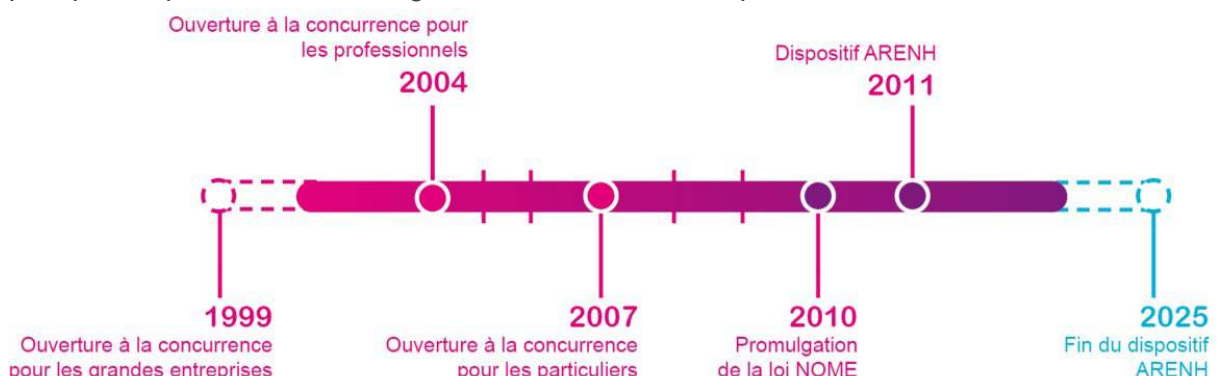 Ouverture à la concurrence pour
les professionnels
2004
Dispositif ARENH
2011
1999
Ouverture à la concurrence
pour les grandes entreprises
2007
Ouverture à la concurrence
pour les particuliers
2010
Promulgation
de la loi NOME
2025
Fin du dispositif
ARENH